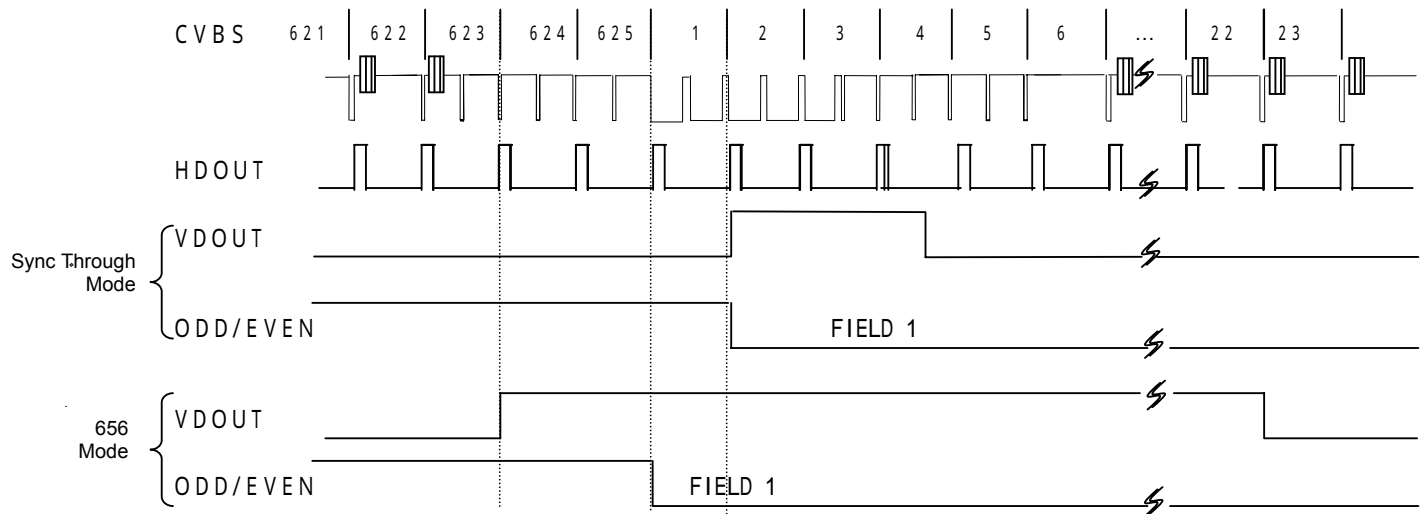 CVBS 621 622 623 624 625 1 2 3 4 5 6 ... 22 23
HDOUT
Sync Through
Mode
VDOUT
ODD/EVEN FIELD 1
656
Mode
VDOUT
ODD/EVEN FIELD 1